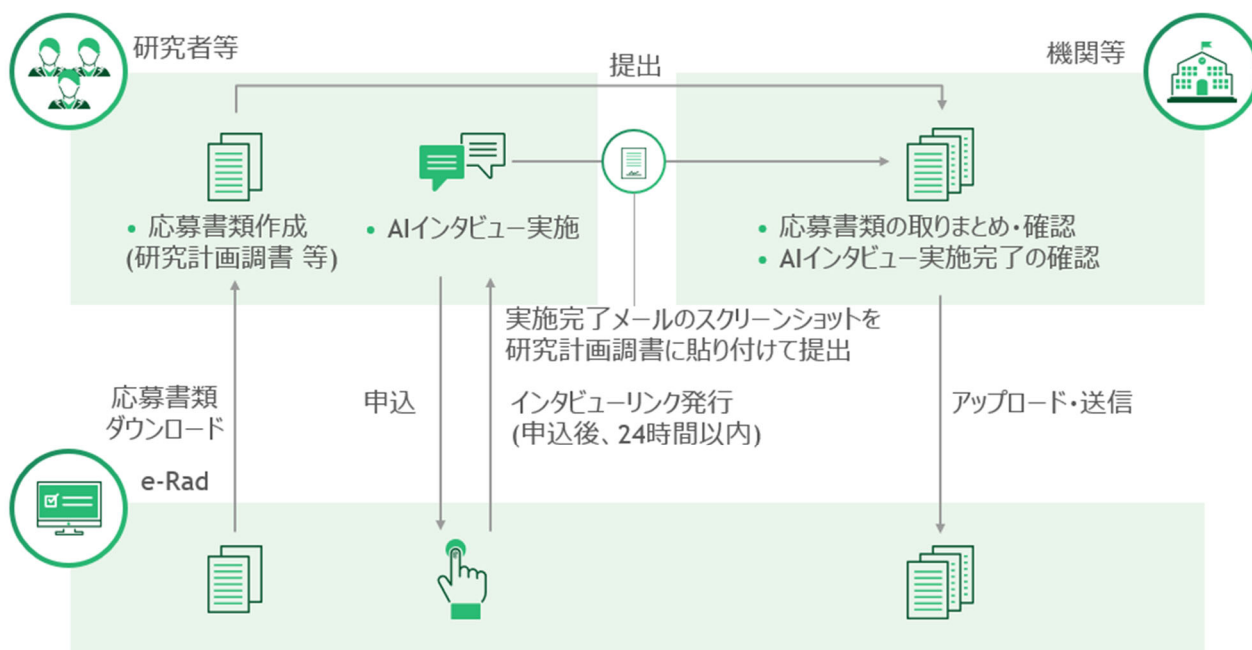 研究者等
機関等
提出
• 応募書類作成
(研究計画調書 等)
• AIインタビュー実施
• 応募書類の取りまとめ・確認
• AIインタビュー実施完了の確認
実施完了メールのスクリーンショットを
研究計画調書に貼り付けて提出
応募書類
ダウンロード
申込
インタビューリンク発行
(申込後、24時間以内)
アップロード・送信
e-Rad